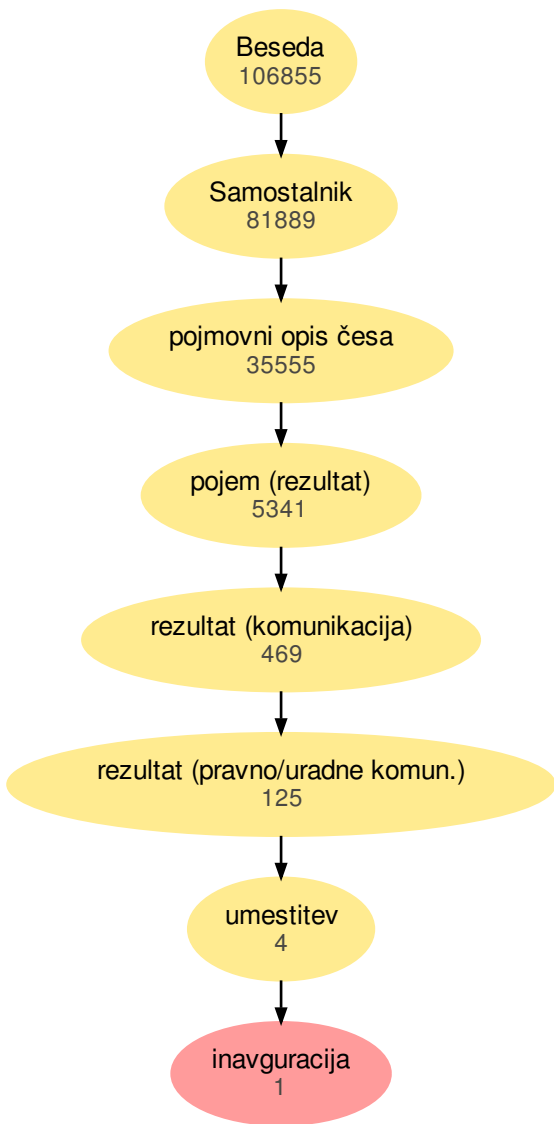 Beseda
106855
Samostalnik
81889
pojmovni opis česa
35555
pojem (rezultat)
5341
rezultat (komunikacija)
469
rezultat (pravno/uradne komun.)
125
umestitev
4
inavguracija
1